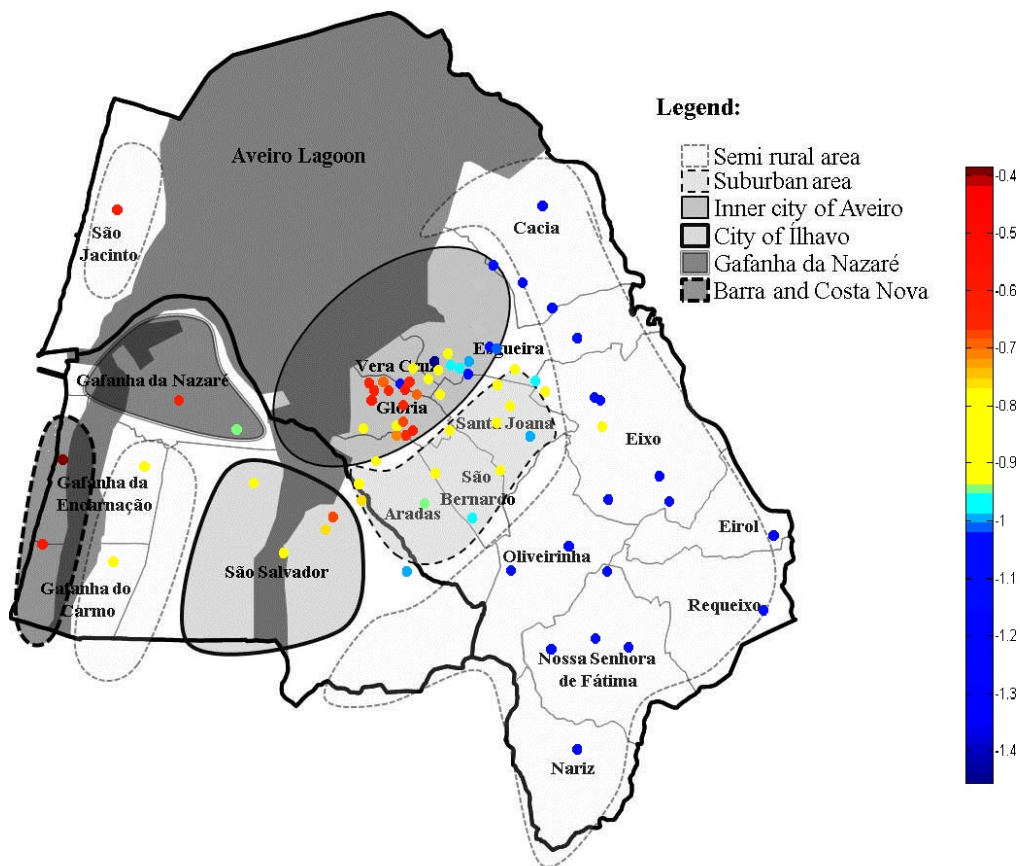 Legend:
Semi rural area
Suburban area
Inner city of Aveiro
City of Ílhavo
Gafanha da Nazaré
Barra and Costa Nova
Aveiro Lagoon
São
Jacinto
Cacia
Gafanha da Nazaré
Vera Cruz
Esgueira
Glória
Santa Joana
Eixo
Gafanha da
Encarnação
São
Bernardo
Aradas
Eirol
São Salvador
Oliveirinha
Gafanha do
Carmo
Requeixo
Nossa Senhora
de Fátima
Nariz
-0.4
-0.5
-0.6
-0.7
-0.8
-0.9
-1
-1.1
-1.2
-1.3
-1.4